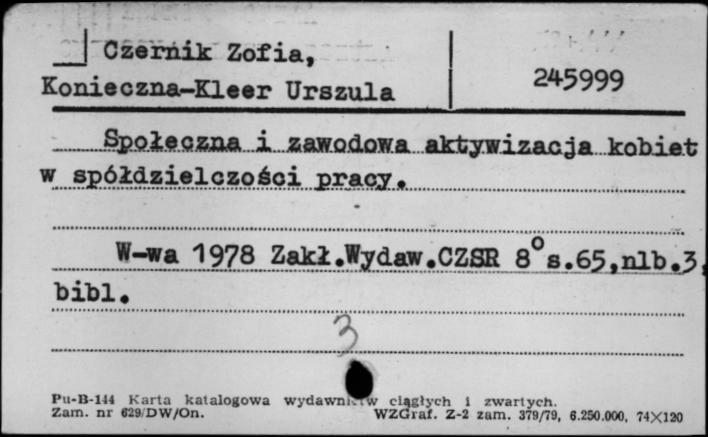 Czernik Zofia,
Konieczna-Kleer Urszula
245999
Społeczna i zawodowa aktywizacja kobiet
w spółdzielczości pracy.
W-wa 1978 Zakł.Wydaw.CZSR 8° s.65,nlb.3,
bibl.
3
Pu-B-144 Karta katalogowa wydawnictw ciągłych i zwartych.
Zam. nr 629/DW/On. WZGraf. Z-2 zam. 379/79, 6.250.000, 74X120